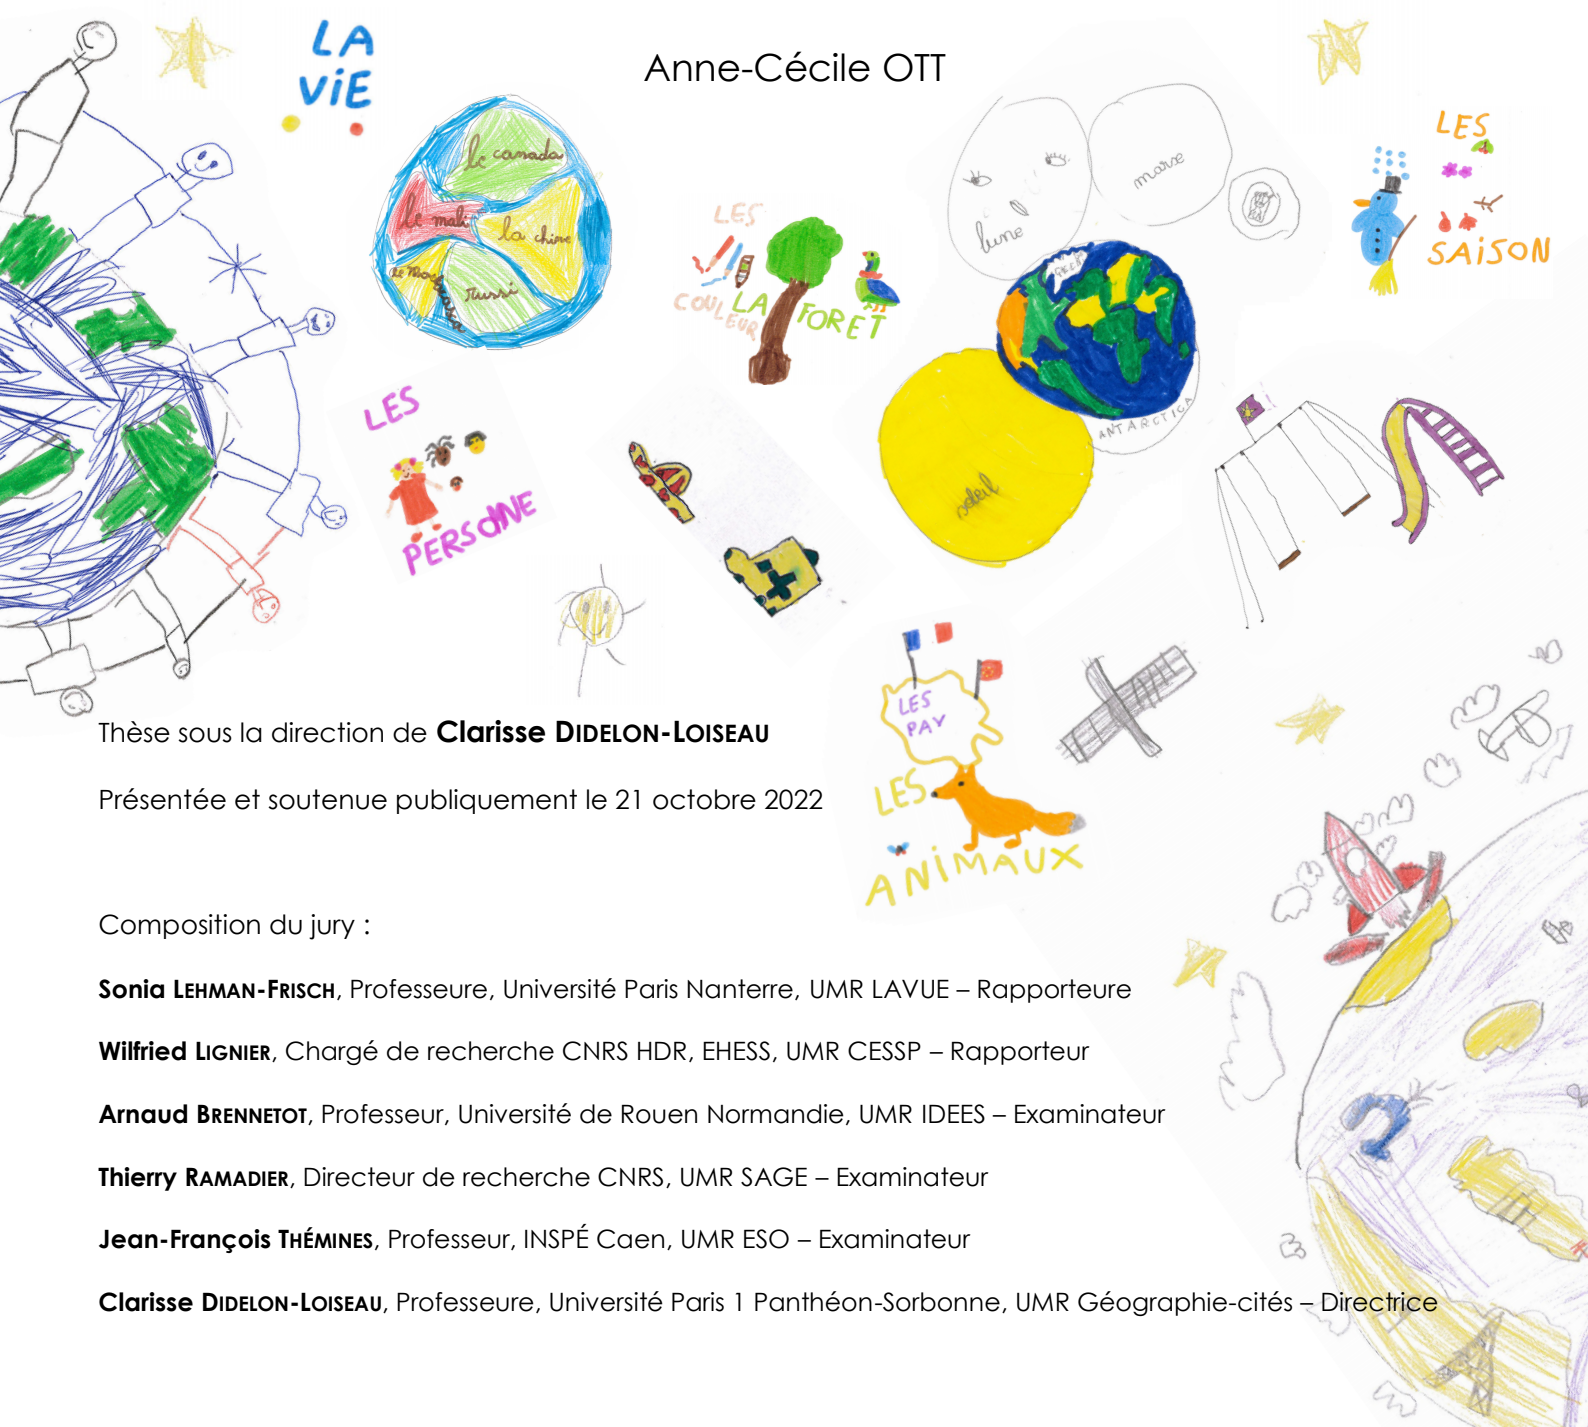 Anne-Cécile OTT
LA
ViE
le canada
le mali
la chine
Russi
LES
COULEUR
LA FORET
lune
marse
soleil
ANTARCTICA
LES
SAiSON
LES
PERSONE
LES
PAY
LES
ANiMAUX
Thèse sous la direction de Clarisse DIDELON-LOISEAU
Présentée et soutenue publiquement le 21 octobre 2022
Composition du jury :
Sonia LEHMAN-FRISCH, Professeure, Université Paris Nanterre, UMR LAVUE – Rapporteure
Wilfried LIGNIER, Chargé de recherche CNRS HDR, EHESS, UMR CESSP – Rapporteur
Arnaud BRENNETOT, Professeur, Université de Rouen Normandie, UMR IDEES – Examinateur
Thierry RAMADIER, Directeur de recherche CNRS, UMR SAGE – Examinateur
Jean-François THÉMINES, Professeur, INSPÉ Caen, UMR ESO – Examinateur
Clarisse DIDELON-LOISEAU, Professeure, Université Paris 1 Panthéon-Sorbonne, UMR Géographie-cités – Directrice